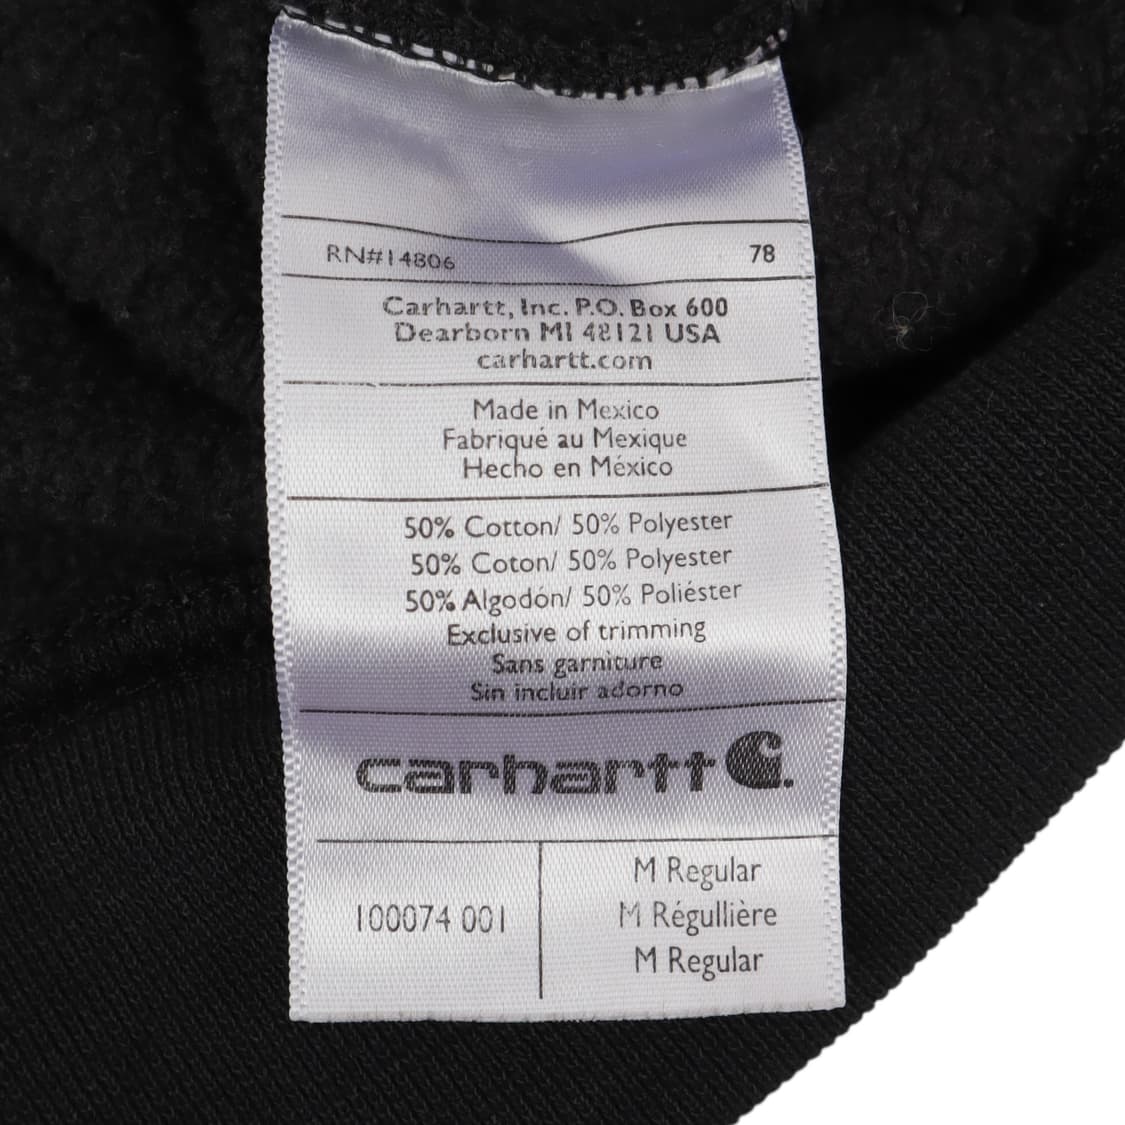 RN#14806 78
Carhartt, Inc. P.O. Box 600
Dearborn MI 48121 USA
carhartt.com
Made in Mexico
Fabriqué au Mexique
Hecho en México
50% Cotton/ 50% Polyester
50% Coton/ 50% Polyester
50% Algodón/ 50% Poliéster
Exclusive of trimming
Sans garniture
Sin incluir adorno
carhartt
100074 001
M Regular
M Régullière
M Regular